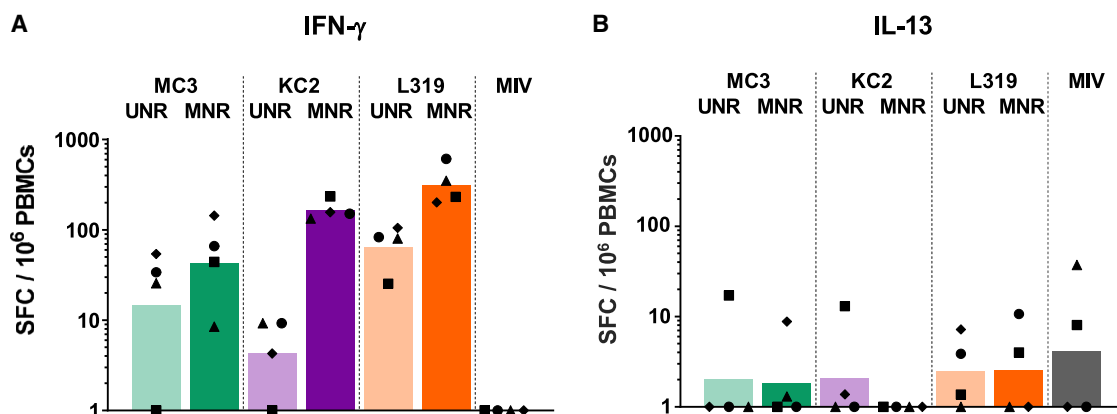 A
IFN-γ
MC3 KC2 L319 MIV
UNR MNR UNR MNR UNR MNR
1000
100
10
1
SFC / 10⁶ PBMCs
B
IL-13
MC3 KC2 L319 MIV
UNR MNR UNR MNR UNR MNR
1000
100
10
1
SFC / 10⁶ PBMCs